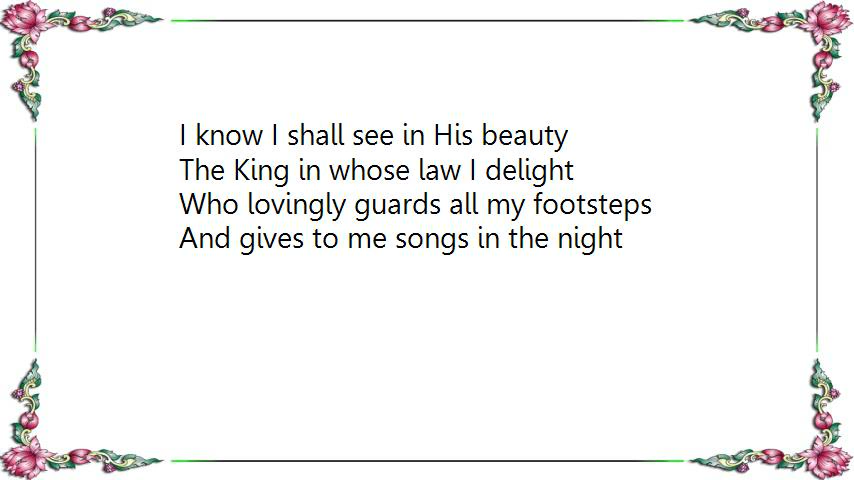 I know I shall see in His beauty
The King in whose law I delight
Who lovingly guards all my footsteps
And gives to me songs in the night